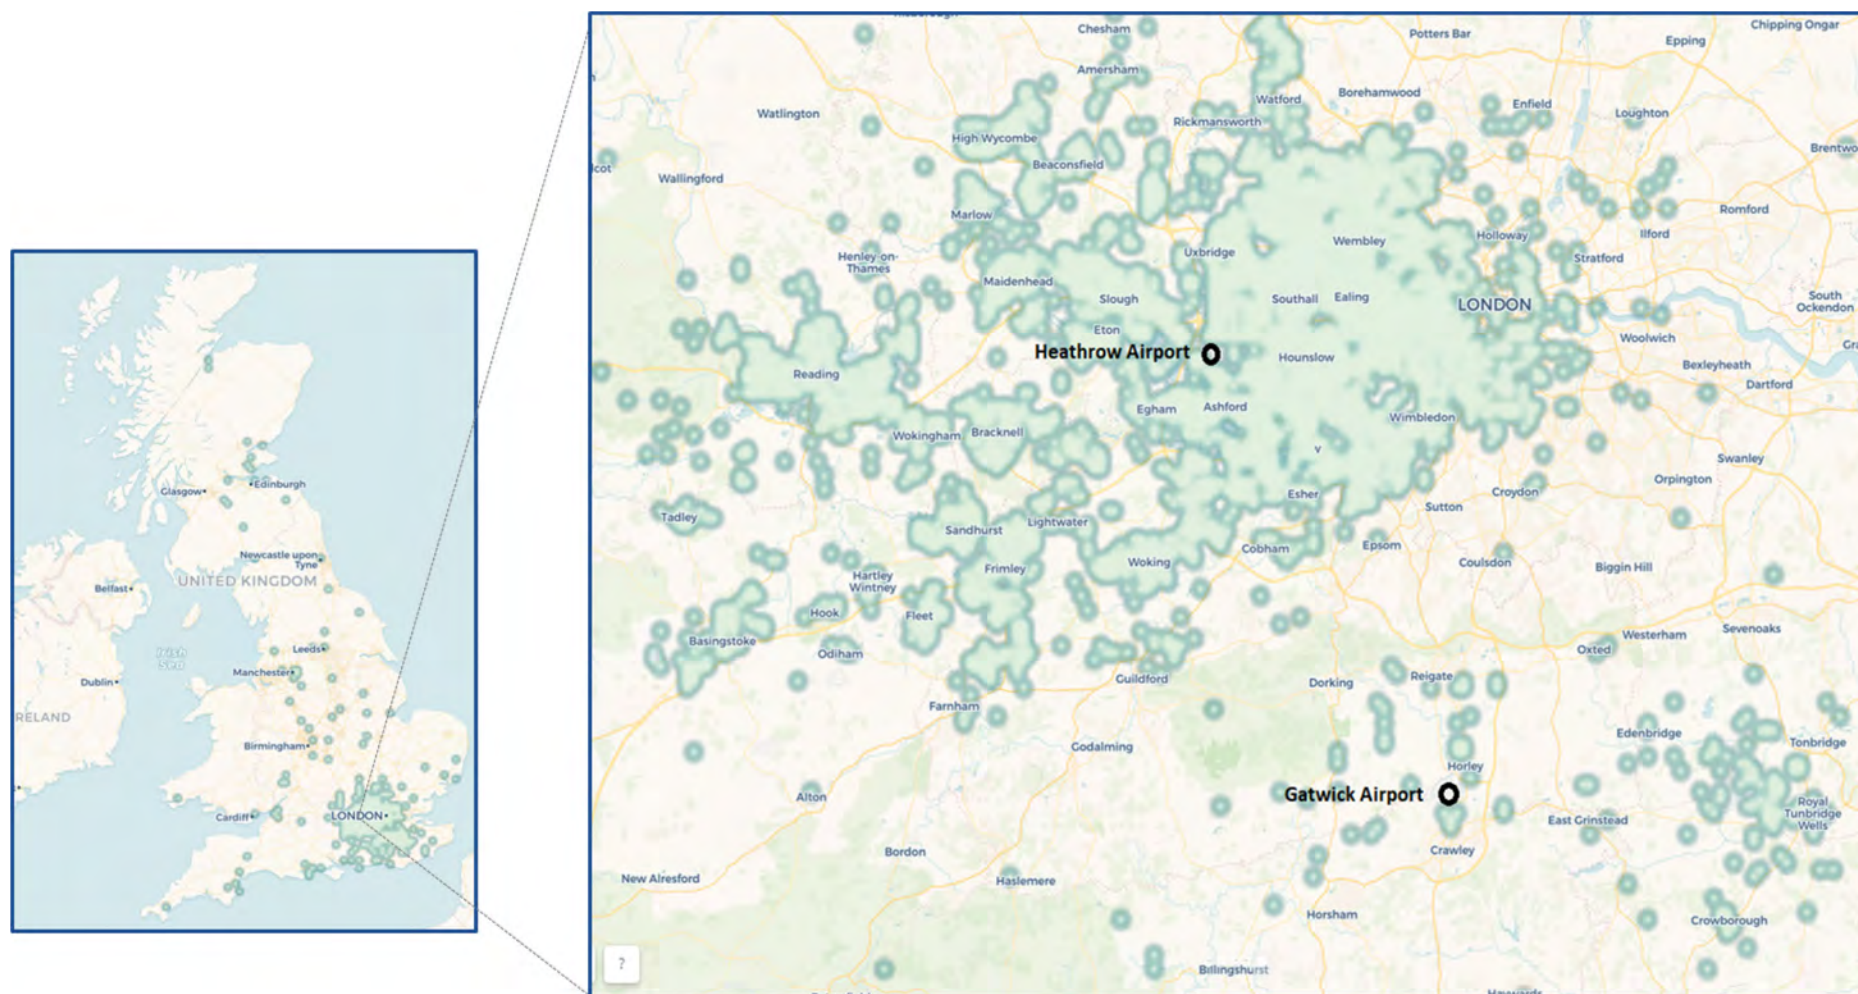 Glasgow
Edinburgh
Newcastle upon
Tyne
UNITED KINGDOM
Belfast
Irish
Sea
Leeds
Manchester
Dublin
RELAND
Birmingham
Cardiff
LONDON
Chesham
Potters Bar
Chipping Ongar
Epping
Amersham
Watlington
Watford
Borehamwood
Enfield
Loughton
Rickmansworth
High Wycombe
Beaconsfield
Brentwo
cot
Wallingford
Marlow
Romford
Holloway
Ilford
Wembley
Uxbridge
Henley-on-
Thames
Stratford
Maidenhead
Slough
Southall
Ealing
LONDON
South
Ockendon
Eton
Woolwich
Gra
Heathrow Airport
Hounslow
Bexleyheath
Dartford
Reading
Egham
Ashford
Wimbledon
Wokingham
Bracknell
v
Swanley
Orpington
Croydon
Esher
Sutton
Tadley
Sandhurst
Lightwater
Cobham
Epsom
Coulsdon
Biggin Hill
Woking
Frimley
Hartley
Wintney
Hook
Fleet
Basingstoke
Odiham
Westerham
Sevenoaks
Oxted
Guildford
Dorking
Reigate
Farnham
Godalming
Edenbridge
Tonbridge
Horley
Gatwick Airport
Alton
Royal
Tunbridge
Wells
East Grinstead
Bordon
Crawley
New Alresford
Haslemere
Horsham
Crowborough
?
Billingshurst